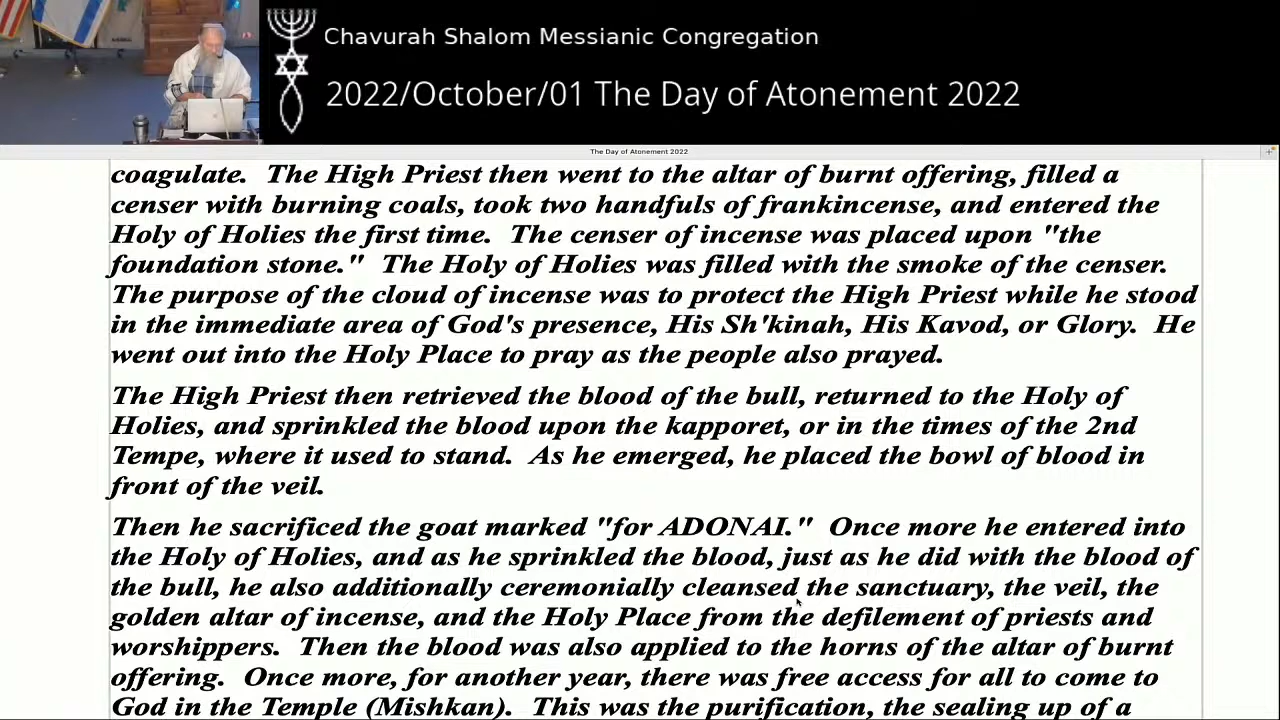 Chavurah Shalom Messianic Congregation
2022/October/01 The Day of Atonement 2022
The Day of Atonement 2022
coagulate. The High Priest then went to the altar of burnt offering, filled a
censer with burning coals, took two handfuls of frankincense, and entered the
Holy of Holies the first time. The censer of incense was placed upon "the
foundation stone." The Holy of Holies was filled with the smoke of the censer.
The purpose of the cloud of incense was to protect the High Priest while he stood
in the immediate area of God's presence, His Sh'kinah, His Kavod, or Glory. He
went out into the Holy Place to pray as the people also prayed.
The High Priest then retrieved the blood of the bull, returned to the Holy of
Holies, and sprinkled the blood upon the kapporet, or in the times of the 2nd
Tempe, where it used to stand. As he emerged, he placed the bowl of blood in
front of the veil.
Then he sacrificed the goat marked "for ADONAI." Once more he entered into
the Holy of Holies, and as he sprinkled the blood, just as he did with the blood of
the bull, he also additionally ceremonially cleansed the sanctuary, the veil, the
golden altar of incense, and the Holy Place from the defilement of priests and
worshippers. Then the blood was also applied to the horns of the altar of burnt
offering. Once more, for another year, there was free access for all to come to
God in the Temple (Mishkan). This was the purification, the sealing up of a